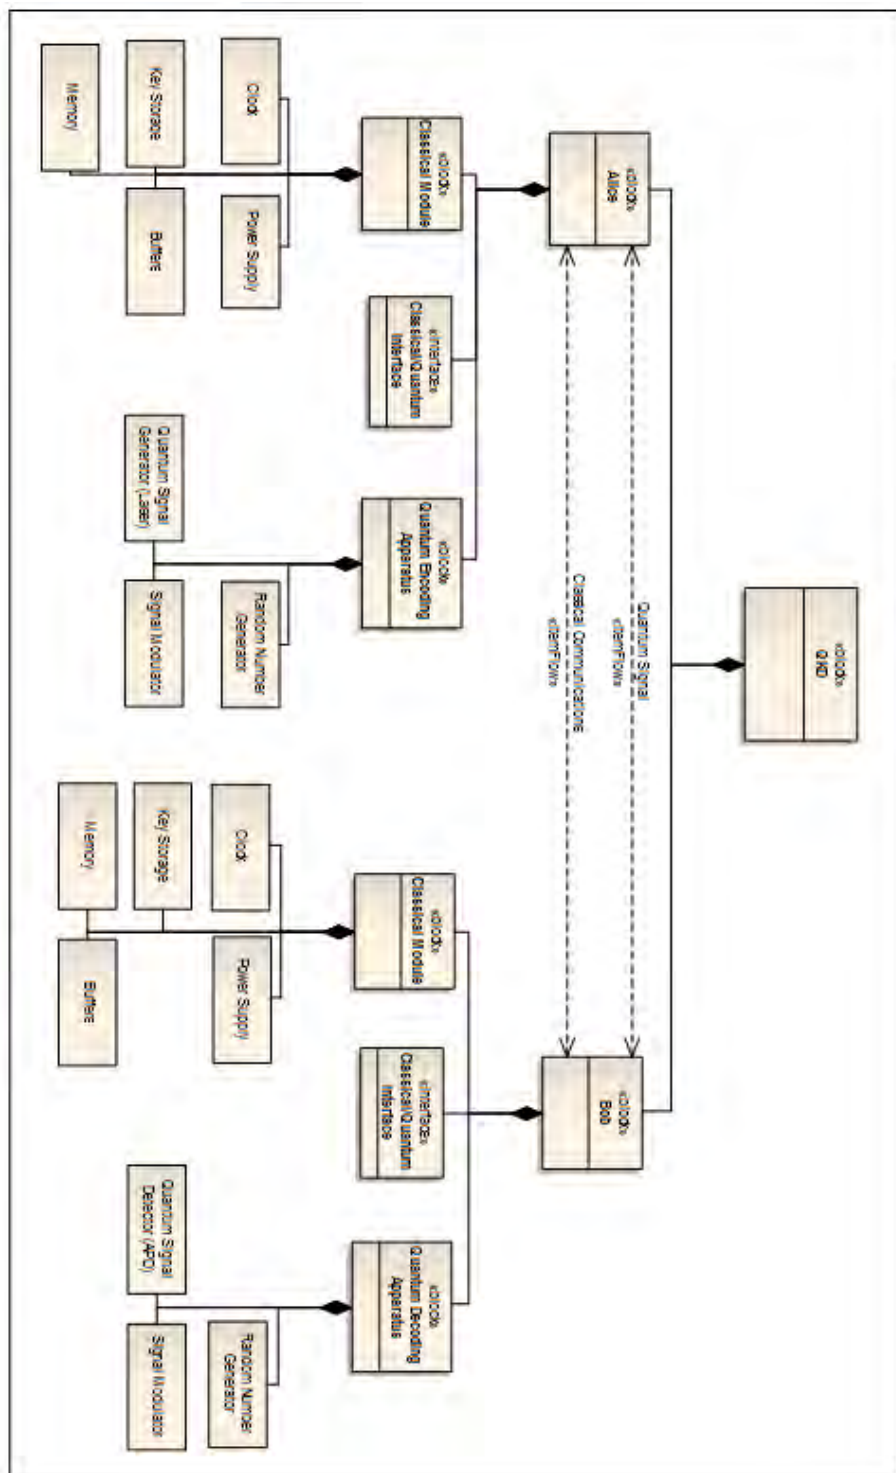 «block»
QKD
«block»
Alice
Quantum Signal
«itemFlow»
Classical Communications
«itemFlow»
«block»
Bob
«block»
Classical Module
«interface»
Classical/Quantum
Interface
«block»
Quantum Encoding
Apparatus
«block»
Classical Module
«interface»
Classical/Quantum
Interface
«block»
Quantum Decoding
Apparatus
Clock
Power Supply
Random Number
Generator
Clock
Power Supply
Random Number
Generator
Key Storage
Buffers
Quantum Signal
Generator (Laser)
Signal Modulator
Key Storage
Quantum Signal
Detector (APD)
Signal Modulator
Memory
Memory
Buffers